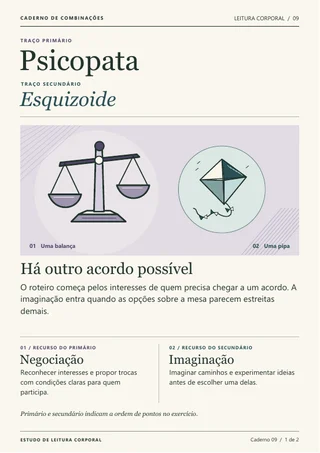 CADERNO DE COMBINAÇÕES
LEITURA CORPORAL / 09
TRAÇO PRIMÁRIO
Psicopata
TRAÇO SECUNDÁRIO
Esquizoide
01 Uma balança
02 Uma pipa
Há outro acordo possível
O roteiro começa pelos interesses de quem precisa chegar a um acordo. A
imaginação entra quando as opções sobre a mesa parecem estreitas
demais.
01 / RECURSO DO PRIMÁRIO
Negociação
Reconhecer interesses e propor trocas
com condições claras para quem
participa.
02 / RECURSO DO SECUNDÁRIO
Imaginação
Imaginar caminhos e experimentar ideias
antes de escolher uma delas.
Primário e secundário indicam a ordem de pontos no exercício.
ESTUDO DE LEITURA CORPORAL
Caderno 09 / 1 de 2